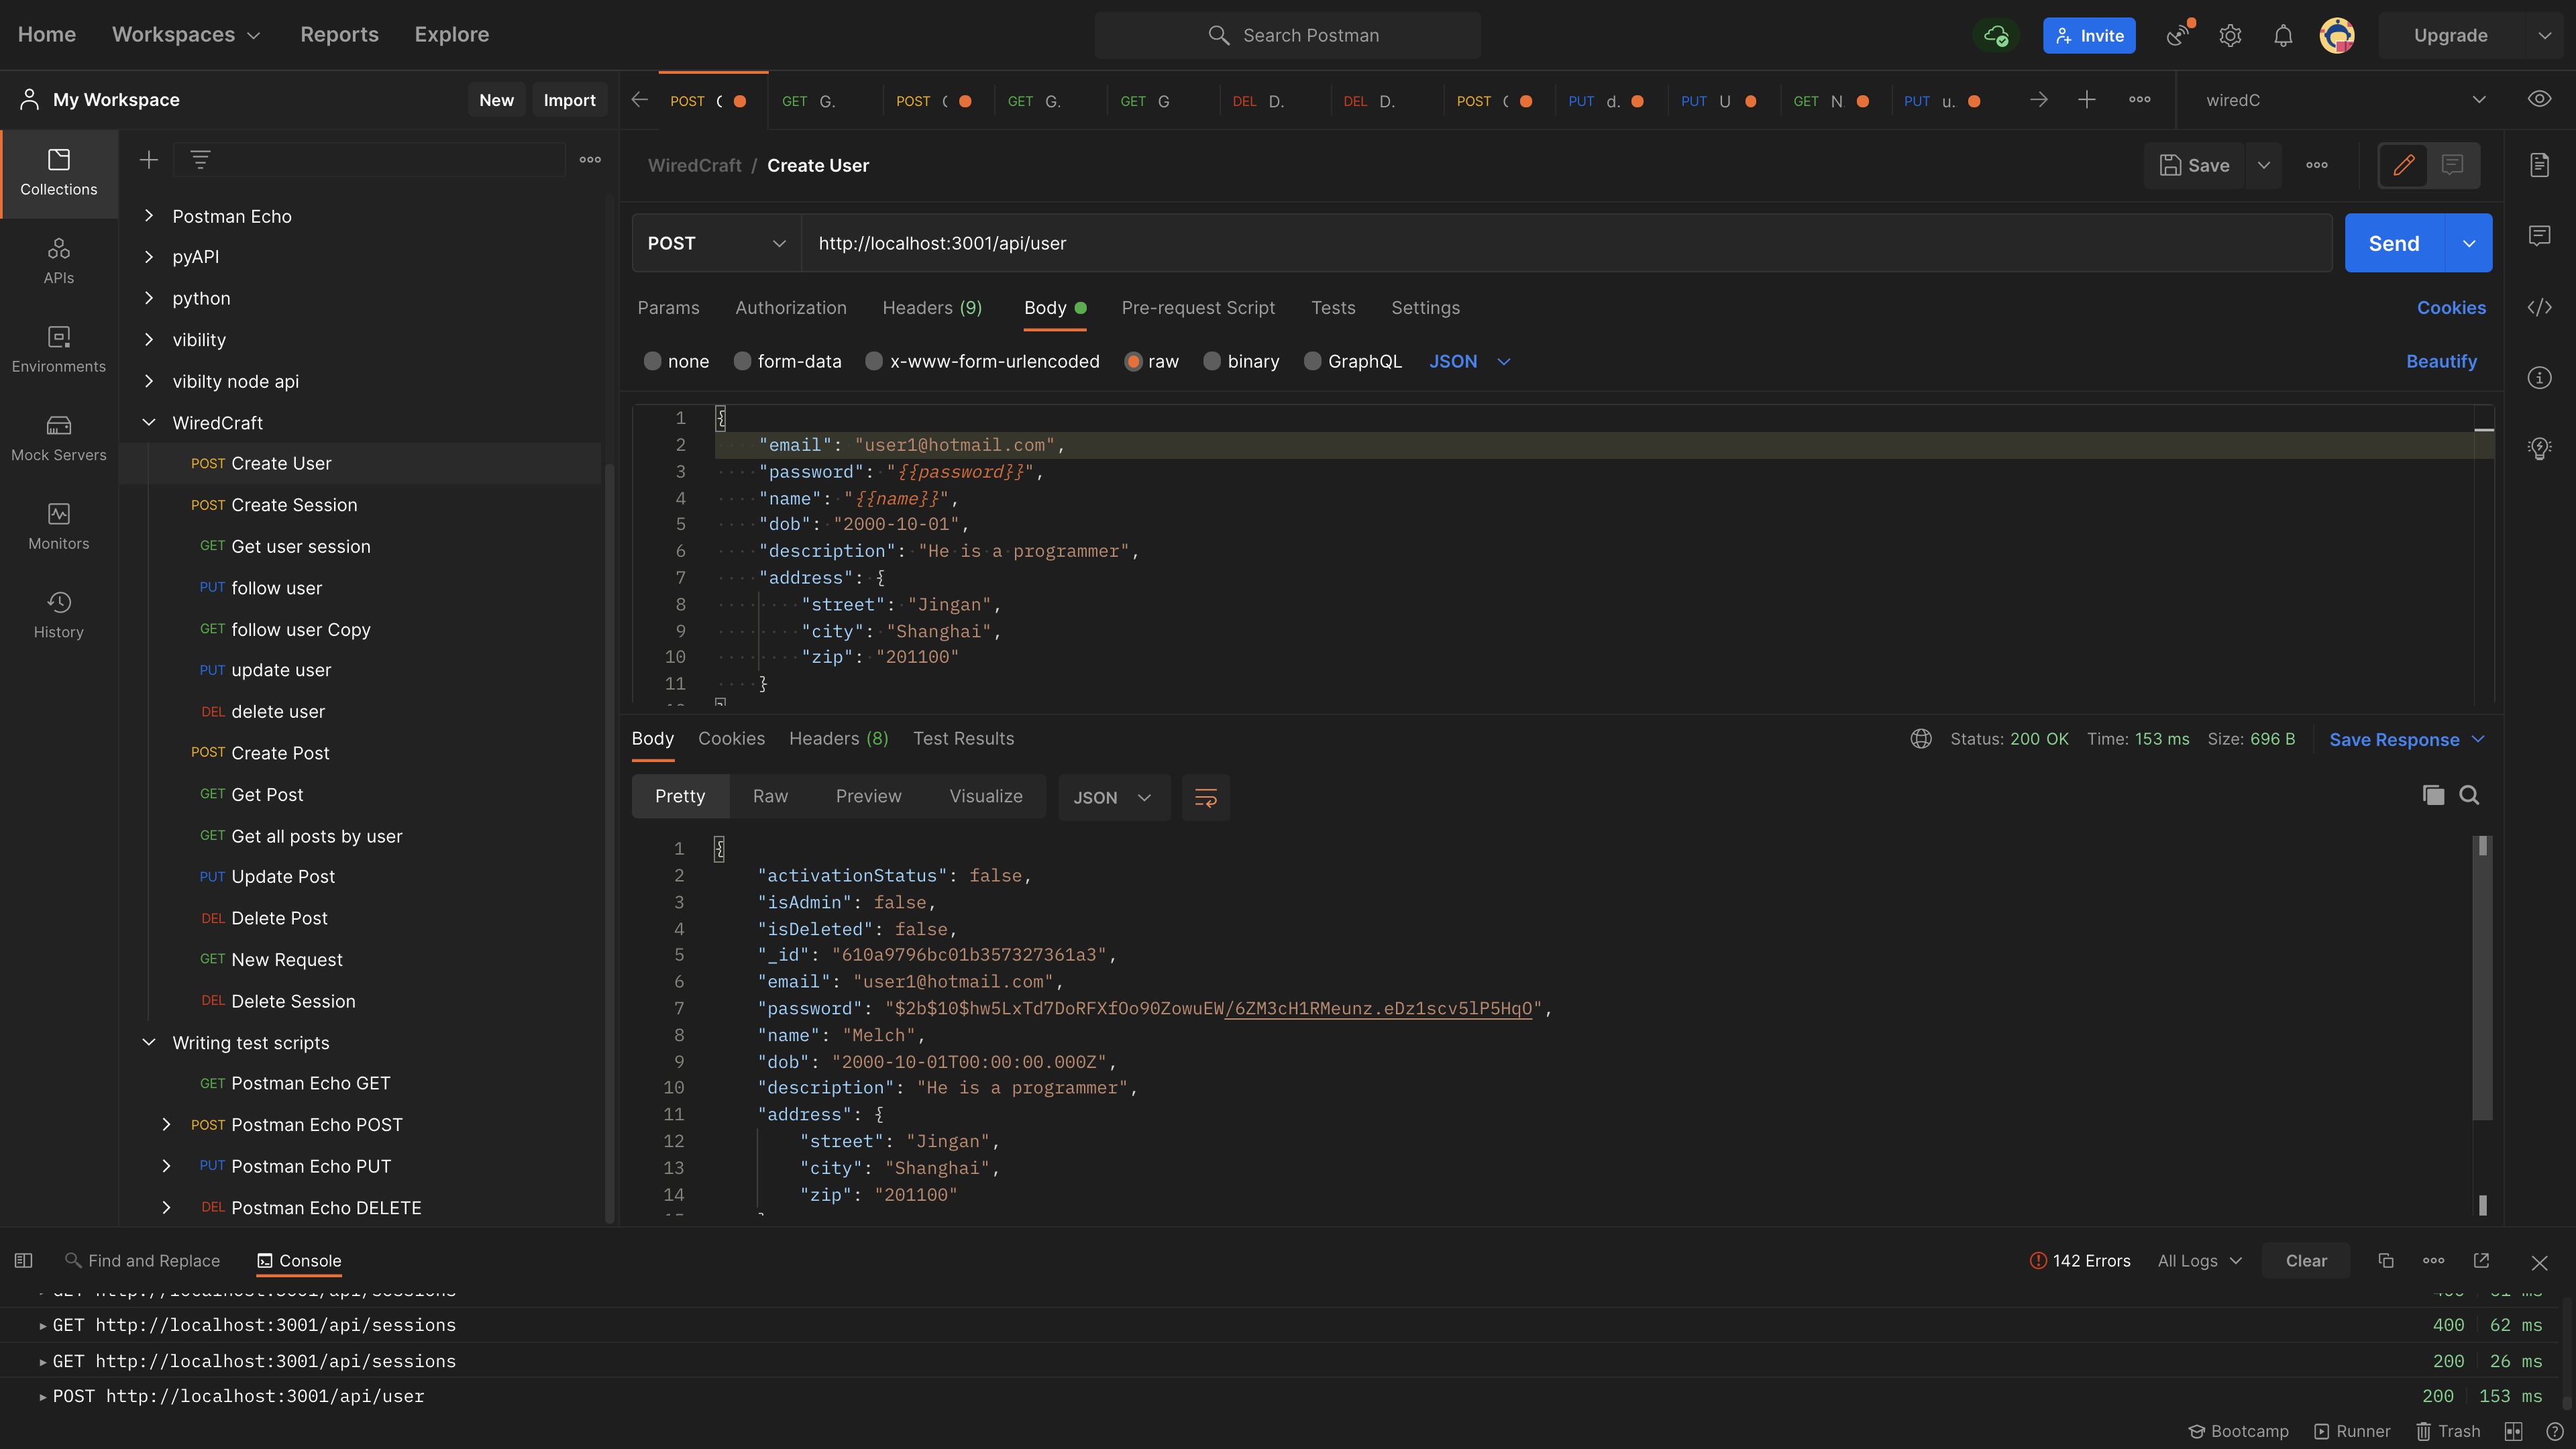 Home Workspaces Reports Explore Search Postman Invite Upgrade
My Workspace New Import POST GET G. POST GET G. GET G DEL D. DEL D. POST PUT d. PUT U GET N PUT u. wiredC
WiredCraft / Create User Save
Collections
APIs
Environments
Mock Servers
Monitors
History
Postman Echo
pyAPI
python
vibility
vibilty node api
WiredCraft
POST Create User
POST Create Session
GET Get user session
PUT follow user
GET follow user Copy
PUT update user
DEL delete user
POST Create Post
GET Get Post
GET Get all posts by user
PUT Update Post
DEL Delete Post
GET New Request
DEL Delete Session
Writing test scripts
GET Postman Echo GET
POST Postman Echo POST
PUT Postman Echo PUT
DEL Postman Echo DELETE
POST http://localhost:3001/api/user Send
Params Authorization Headers (9) Body Pre-request Script Tests Settings Cookies
none form-data x-www-form-urlencoded raw binary GraphQL JSON Beautify
1 {
2 "email": "user1@hotmail.com",
3 "password": "{{password}}",
4 "name": "{{name}}",
5 "dob": "2000-10-01",
6 "description": "He is a programmer",
7 "address": {
8 "street": "Jingan",
9 "city": "Shanghai",
10 "zip": "201100"
11 }
Body Cookies Headers (8) Test Results Status: 200 OK Time: 153 ms Size: 696 B Save Response
Pretty Raw Preview Visualize JSON
1 {
2 "activationStatus": false,
3 "isAdmin": false,
4 "isDeleted": false,
5 "_id": "610a9796bc01b357327361a3",
6 "email": "user1@hotmail.com",
7 "password": "$2b$10$hw5LxTd7DoRFXfOo90ZowuEW/6ZM3cH1RMeunz.eDz1scv5lP5HqO",
8 "name": "Melch",
9 "dob": "2000-10-01T00:00:00.000Z",
10 "description": "He is a programmer",
11 "address": {
12 "street": "Jingan",
13 "city": "Shanghai",
14 "zip": "201100"
Find and Replace Console 142 Errors All Logs Clear
GET http://localhost:3001/api/sessions 400 62 ms
GET http://localhost:3001/api/sessions 200 26 ms
POST http://localhost:3001/api/user 200 153 ms
Bootcamp Runner Trash